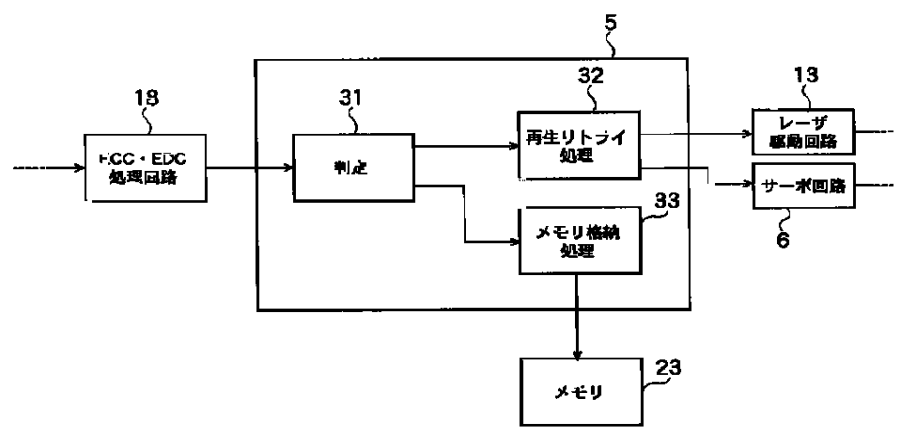 5
18
ECC・EDC
処理回路
31
判定
32
再生リトライ
処理
33
メモリ格納
処理
13
レーザ
駆動回路
サーボ回路
6
メモリ
23